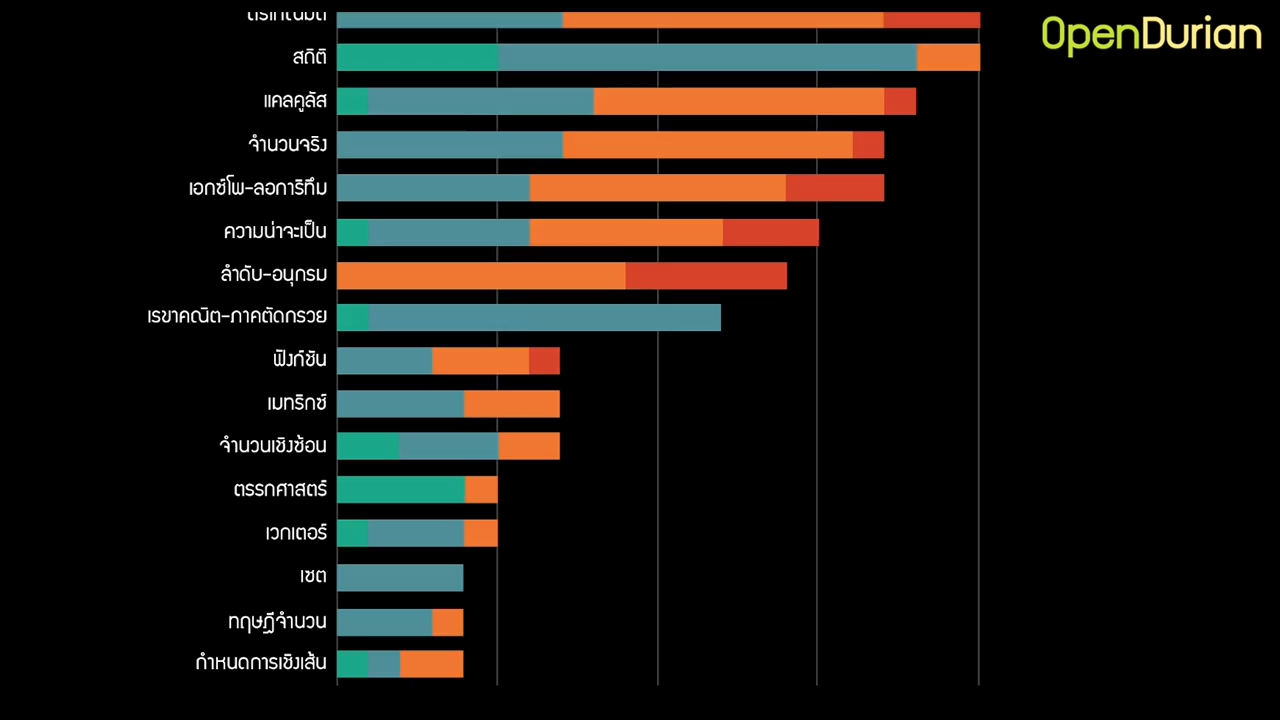 OpenDurian
สถิติ
แคลคูลัส
จำนวนจริง
เอกซ์โพ-ลอการิทึม
ความน่าจะเป็น
ลำดับ-อนุกรม
เรขาคณิต-ภาคตัดกรวย
ฟังก์ชัน
เมทริกซ์
จำนวนเชิงซ้อน
ตรรกศาสตร์
เวกเตอร์
เซต
ทฤษฎีจำนวน
กำหนดการเชิงเส้น